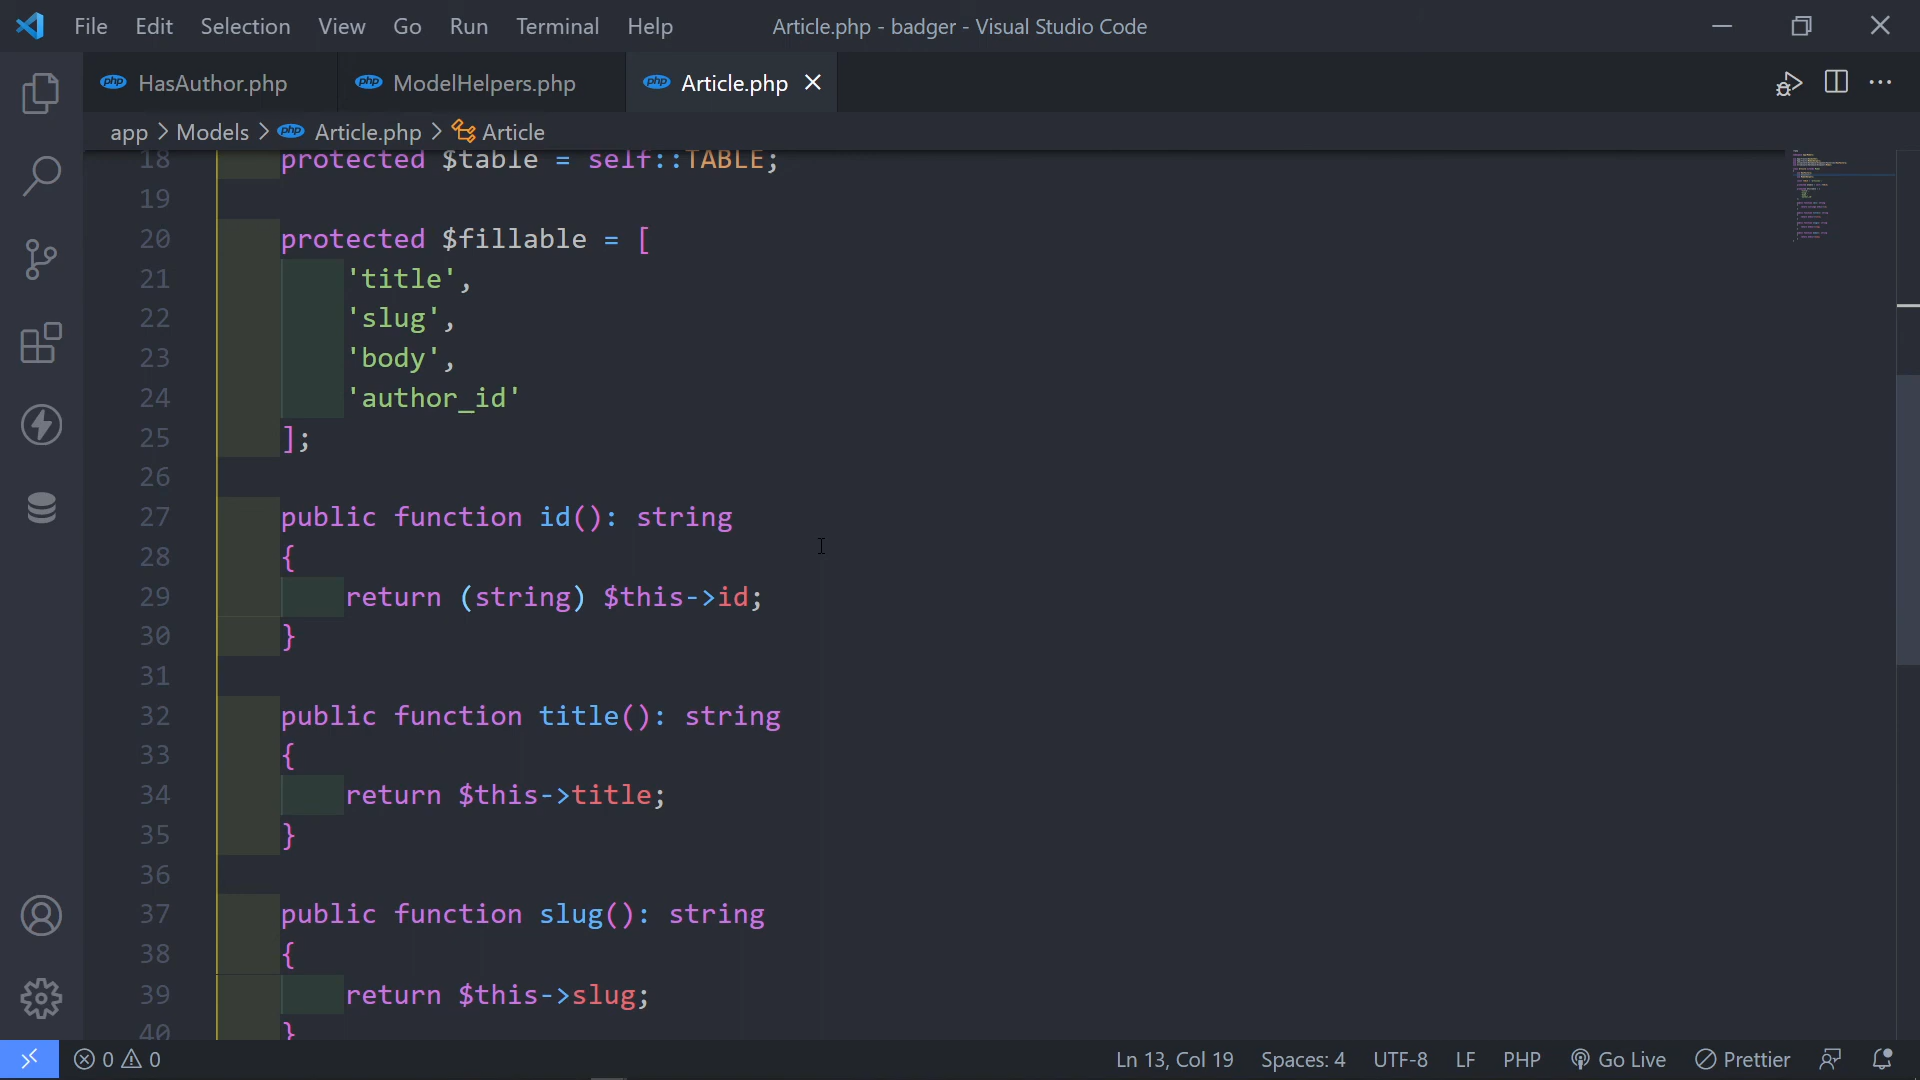 File Edit Selection View Go Run Terminal Help Article.php - badger - Visual Studio Code
php HasAuthor.php php ModelHelpers.php php Article.php
app > Models > php Article.php > Article
18 protected $table = self::TABLE;
19
20 protected $fillable = [
21 'title',
22 'slug',
23 'body',
24 'author_id'
25 ];
26
27 public function id(): string
28 {
29 return (string) $this->id;
30 }
31
32 public function title(): string
33 {
34 return $this->title;
35 }
36
37 public function slug(): string
38 {
39 return $this->slug;
40 }
0 0 Ln 13, Col 19 Spaces: 4 UTF-8 LF PHP Go Live Prettier